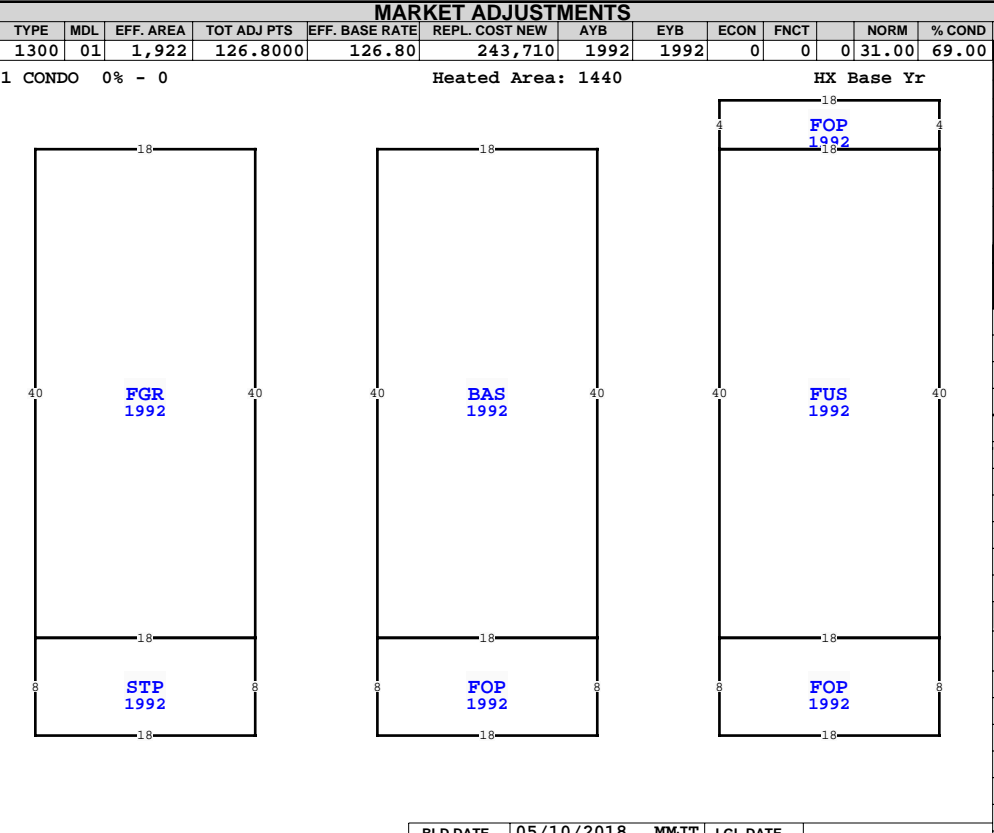 MARKET ADJUSTMENTS
TYPE MDL EFF. AREA TOT ADJ PTS EFF. BASE RATE REPL. COST NEW AYB EYB ECON FNCT NORM % COND
1300 01 1,922 126.8000 126.80 243,710 1992 1992 0 0 0 31.00 69.00
1 CONDO 0% - 0 Heated Area: 1440 HX Base Yr
18
4 FOP 4
1992
18 18 18
40 FGR 40 40 BAS 40 40 FUS 40
1992 1992 1992
18 18 18
8 STP 8 8 FOP 8 8 FOP 8
1992 1992 1992
18 18 18
BLD DATE 05/10/2018 MMJT LGL DATE